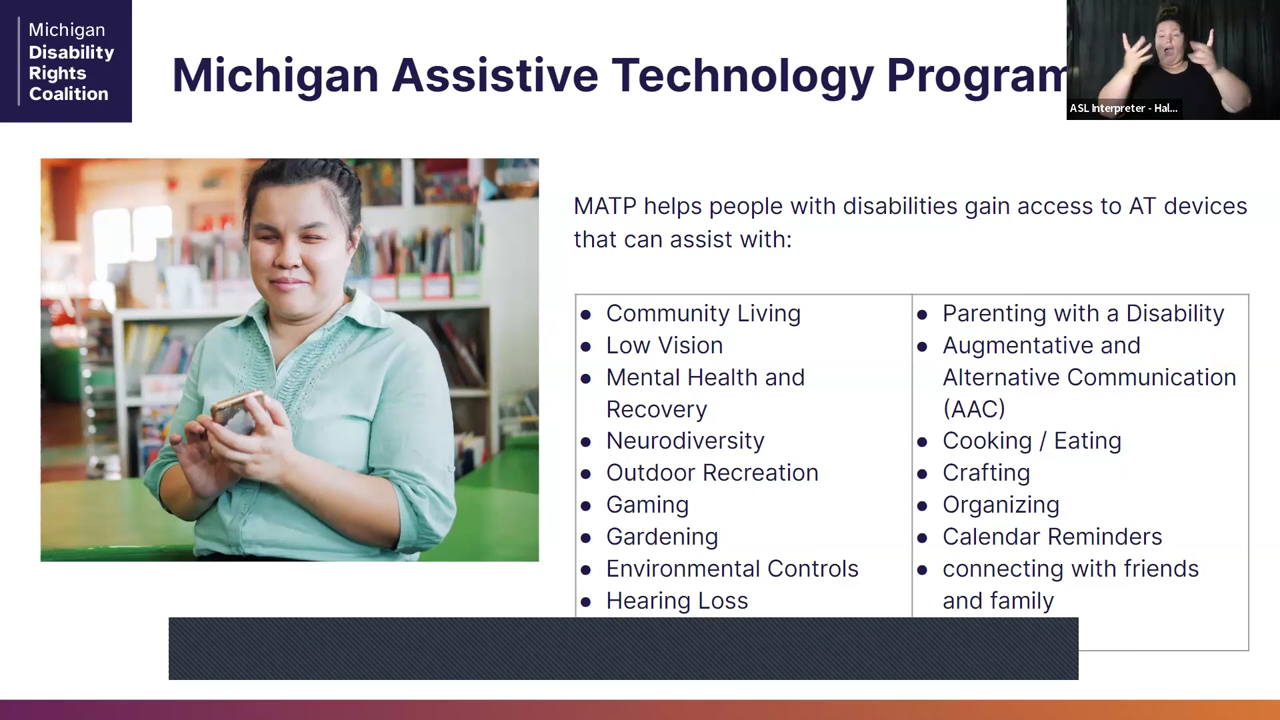 Michigan
Disability
Rights
Coalition
Michigan Assistive Technology Program
ASL Interpreter - Hal...
MATP helps people with disabilities gain access to AT devices
that can assist with:
● Community Living
● Low Vision
● Mental Health and
Recovery
● Neurodiversity
● Outdoor Recreation
● Gaming
● Gardening
● Environmental Controls
● Hearing Loss
● Parenting with a Disability
● Augmentative and
Alternative Communication
(AAC)
● Cooking / Eating
● Crafting
● Organizing
● Calendar Reminders
● connecting with friends
and family